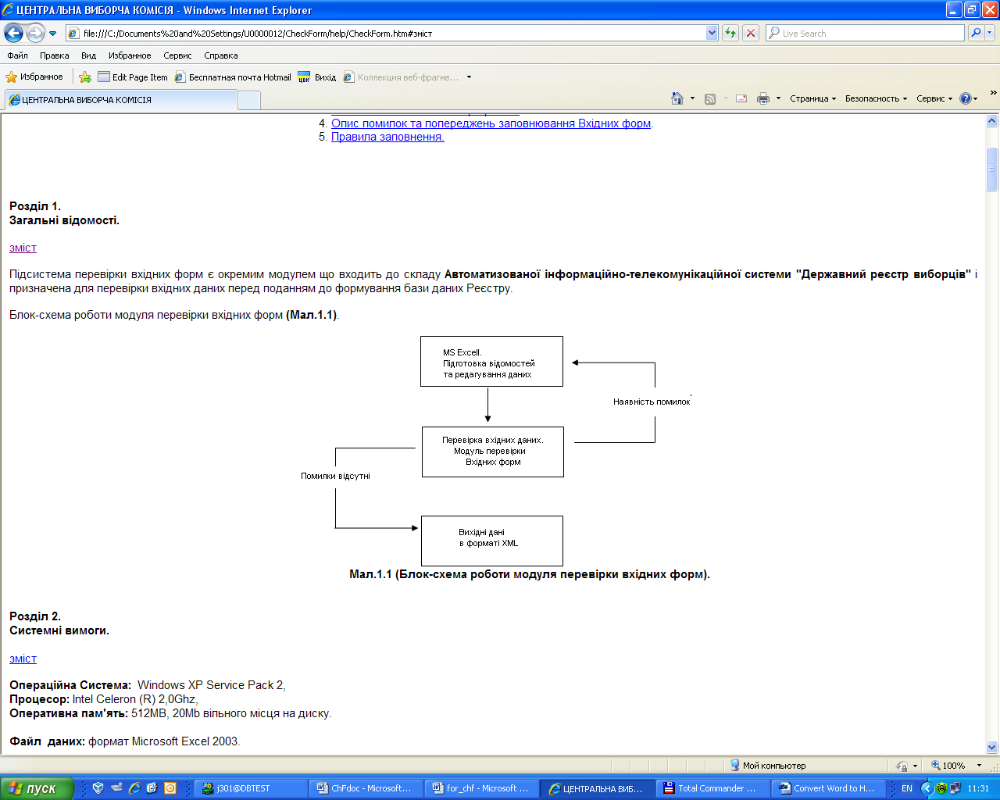 ЦЕНТРАЛЬНА ВИБОРЧА КОМІСІЯ - Windows Internet Explorer
file:///C:/Documents%20and%20Settings/U0000012/CheckForm/help/CheckForm.htm#зміст
Live Search
Файл Правка Вид Избранное Сервис Справка
Избранное Edit Page Item Бесплатная почта Hotmail Вихід Коллекция веб-фрагме...
ЦЕНТРАЛЬНА ВИБОРЧА КОМІСІЯ
Страница Безопасность Сервис
4. Опис помилок та попереджень заповнювання Вхідних форм.
5. Правила заповнення.
Розділ 1.
Загальні відомості.
зміст
Підсистема перевірки вхідних форм є окремим модулем що входить до складу Автоматизованої інформаційно-телекомунікаційної системи "Державний реєстр виборців" і
призначена для перевірки вхідних даних перед поданням до формування бази даних Реєстру.
Блок-схема роботи модуля перевірки вхідних форм (Мал.1.1).
MS Excell.
Підготовка відомостей
та редагування даних
Наявність помилок
Перевірка вхідних даних.
Модуль перевірки
Вхідних форм
Помилки відсутні
Вихідні дані
в форматі XML
Мал.1.1 (Блок-схема роботи модуля перевірки вхідних форм).
Розділ 2.
Системні вимоги.
зміст
Операційна Система: Windows XP Service Pack 2,
Процесор: Intel Celeron (R) 2,0Ghz,
Оперативна пам'ять: 512MB, 20Mb вільного місця на диску.
Файл даних: формат Microsoft Excel 2003.
Мой компьютер
100%
пуск
j301@DBTEST
ChFdoc - Microsoft...
for_chf - Microsoft ...
ЦЕНТРАЛЬНА ВИБ...
Total Commander ...
Convert Word to H...
EN
11:31